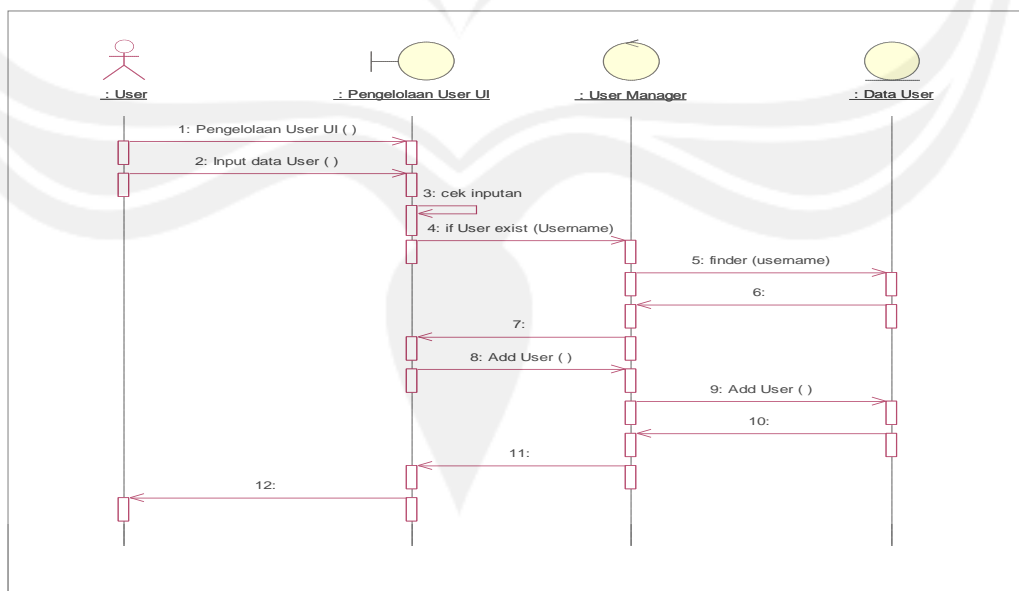 : User
: Pengelolaan User UI
: User Manager
: Data User
1: Pengelolaan User UI ( )
2: Input data User ( )
3: cek inputan
4: if User exist (Username)
5: finder (username)
6:
7:
8: Add User ( )
9: Add User ( )
10:
11:
12: